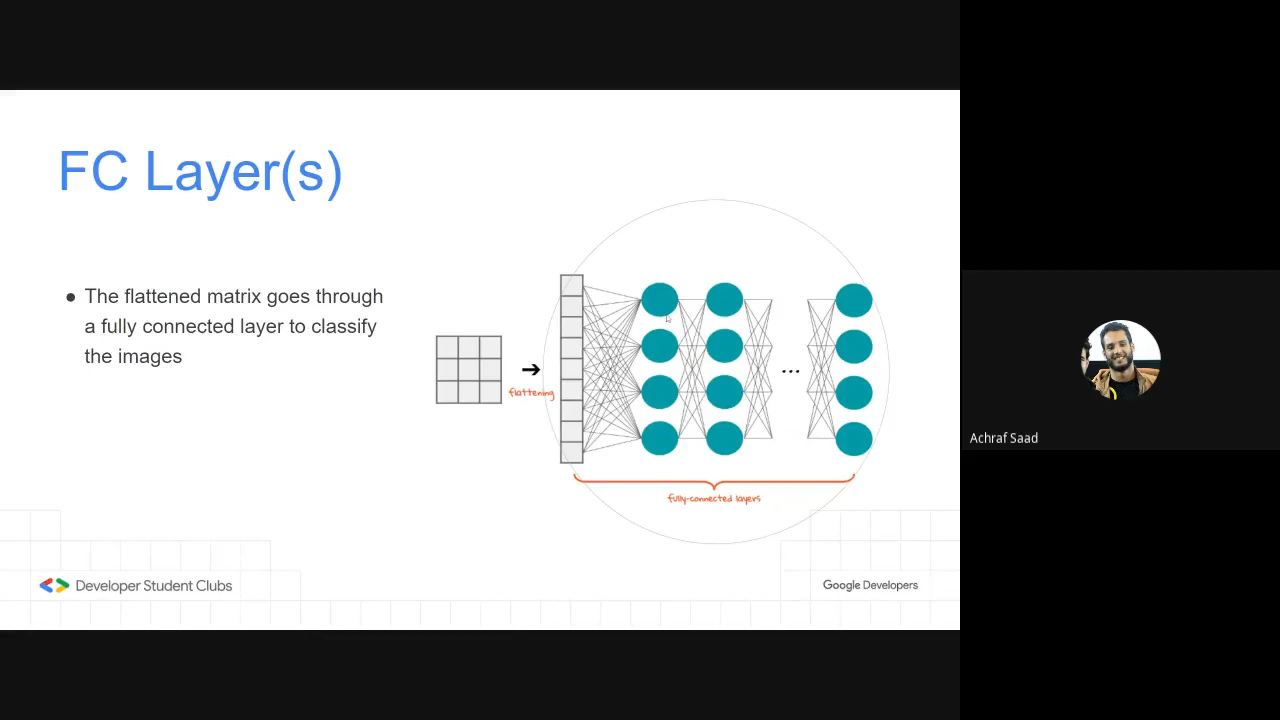 FC Layer(s)
● The flattened matrix goes through
a fully connected layer to classify
the images
flattening
...
fully-connected layers
Developer Student Clubs
Google Developers
Achraf Saad